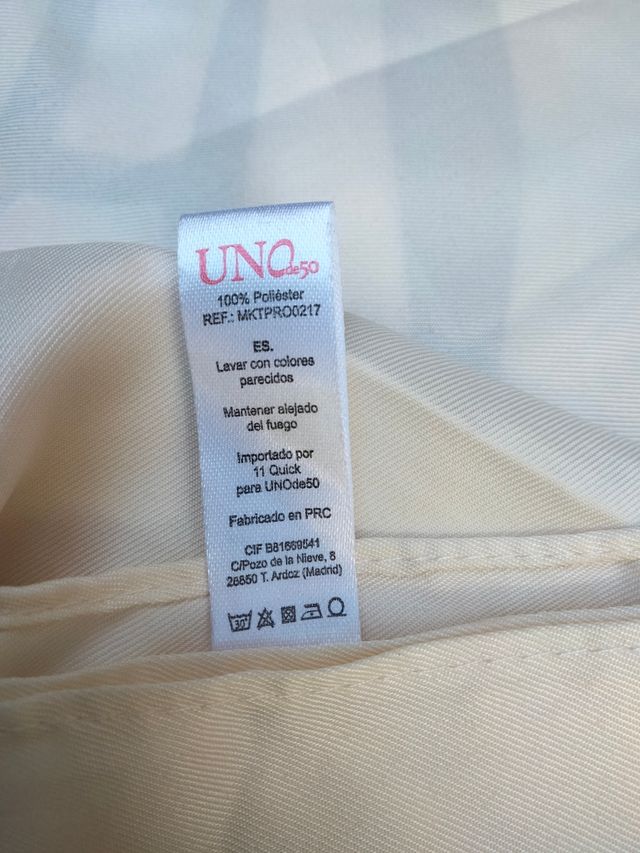 UNOde50
100% Poliéster
REF.: MKTPRO0217
ES.
Lavar con colores
parecidos
Mantener alejado
del fuego
Importado por
11 Quick
para UNOde50
Fabricado en PRC
CIF B81669541
C/Pozo de la Nieve, 8
28850 T. Ardoz (Madrid)
30°